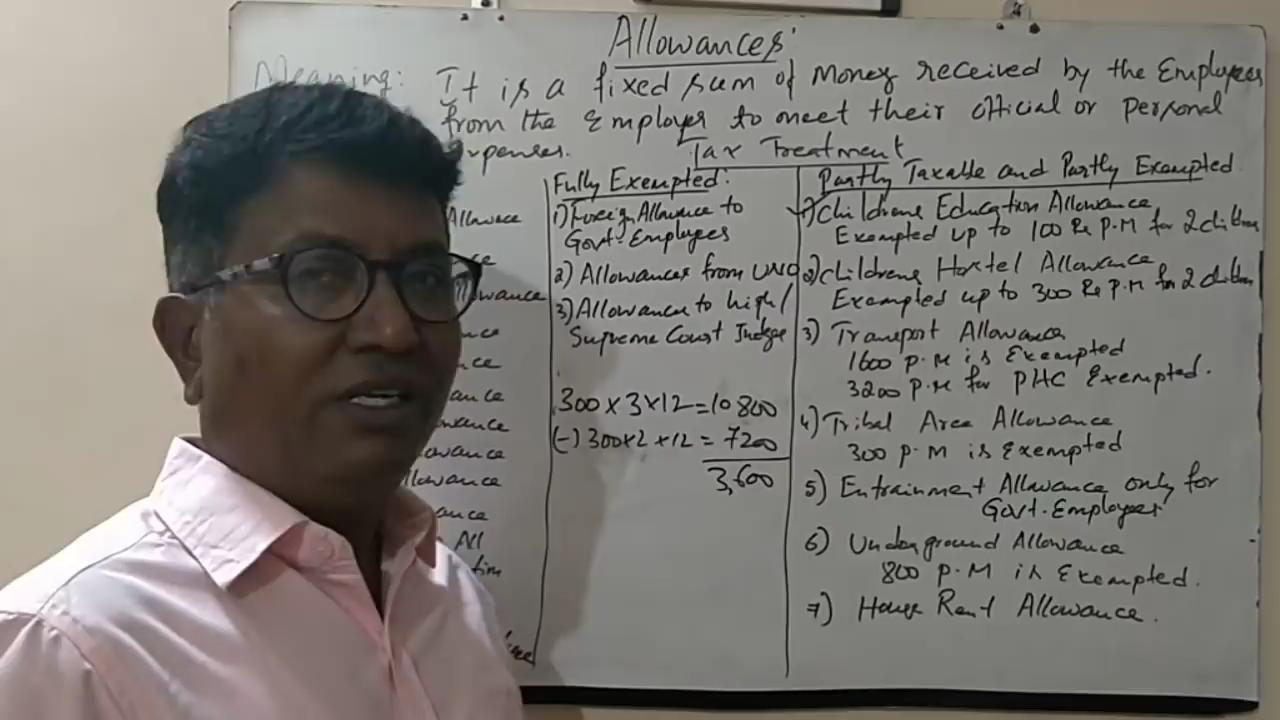 Allowances:
Meaning: It is a fixed sum of Money received by the Employees
from the Employer to meet their official or personal
expenses.
Tax Treatment
Allowance
Fully Exempted:
1) Foreign Allowance to
Govt. Employees
2) Allowances from UNO
3) Allowances to high/
Supreme Court Judges
300 x 3 x 12 = 10800
(-) 300 x 2 x 12 = 7200
3,600
Partly Taxable and Partly Exempted
1) Childrens Education Allowance
Exempted up to 100 Rs P.M for 2 children
2) Childrens Hostel Allowance
Exempted up to 300 Rs P.M for 2 children
3) Transport Allowance
1600 P.M is Exempted
3200 P.M for PHC Exempted.
4) Tribal Area Allowance
300 P.M is Exempted
5) Entrainment Allowance only for
Govt. Employees
6) Underground Allowance
800 P.M is Exempted.
7) House Rent Allowance.